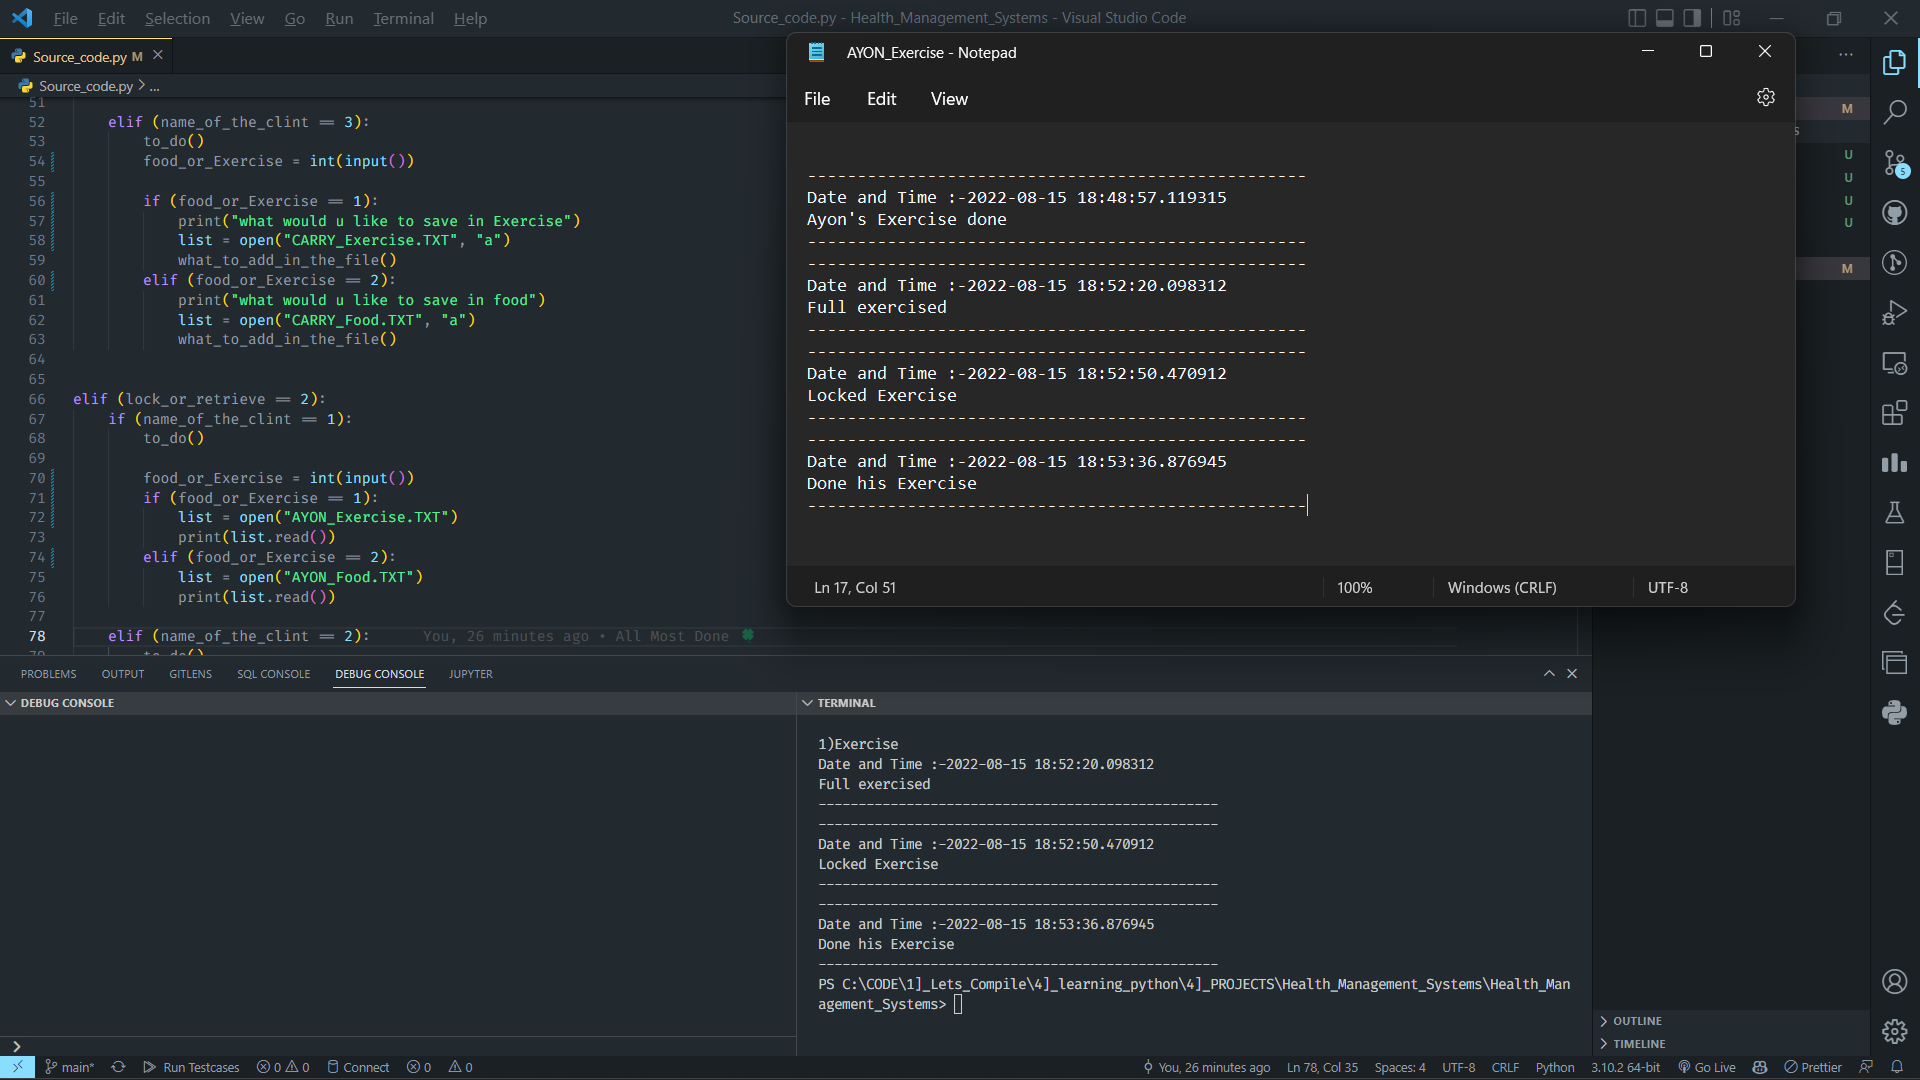 File Edit Selection View Go Run Terminal Help
Source_code.py - Health_Management_Systems - Visual Studio Code
Source_code.py M
Source_code.py > ...
51
52 elif (name_of_the_clint == 3):
53 to_do()
54 food_or_Exercise = int(input())
55
56 if (food_or_Exercise == 1):
57 print("what would u like to save in Exercise")
58 list = open("CARRY_Exercise.TXT", "a")
59 what_to_add_in_the_file()
60 elif (food_or_Exercise == 2):
61 print("what would u like to save in food")
62 list = open("CARRY_Food.TXT", "a")
63 what_to_add_in_the_file()
64
65
66 elif (lock_or_retrieve == 2):
67 if (name_of_the_clint == 1):
68 to_do()
69
70 food_or_Exercise = int(input())
71 if (food_or_Exercise == 1):
72 list = open("AYON_Exercise.TXT")
73 print(list.read())
74 elif (food_or_Exercise == 2):
75 list = open("AYON_Food.TXT")
76 print(list.read())
77
78 elif (name_of_the_clint == 2): You, 26 minutes ago • All Most Done
AYON_Exercise - Notepad
File Edit View
--------------------------------------------------
Date and Time :-2022-08-15 18:48:57.119315
Ayon's Exercise done
--------------------------------------------------
--------------------------------------------------
Date and Time :-2022-08-15 18:52:20.098312
Full exercised
--------------------------------------------------
--------------------------------------------------
Date and Time :-2022-08-15 18:52:50.470912
Locked Exercise
--------------------------------------------------
--------------------------------------------------
Date and Time :-2022-08-15 18:53:36.876945
Done his Exercise
--------------------------------------------------
Ln 17, Col 51 100% Windows (CRLF) UTF-8
M
U
U
U
U
M
5
PROBLEMS OUTPUT GITLENS SQL CONSOLE DEBUG CONSOLE JUPYTER
DEBUG CONSOLE
TERMINAL
1)Exercise
Date and Time :-2022-08-15 18:52:20.098312
Full exercised
--------------------------------------------------
--------------------------------------------------
Date and Time :-2022-08-15 18:52:50.470912
Locked Exercise
--------------------------------------------------
--------------------------------------------------
Date and Time :-2022-08-15 18:53:36.876945
Done his Exercise
--------------------------------------------------
PS C:\CODE\1]_Lets_Compile\4]_learning_python\4]_PROJECTS\Health_Management_Systems\Health_Man
agement_Systems>
OUTLINE
TIMELINE
main* Run Testcases 0 0 Connect 0 0 You, 26 minutes ago Ln 78, Col 35 Spaces: 4 UTF-8 CRLF Python 3.10.2 64-bit Go Live Prettier